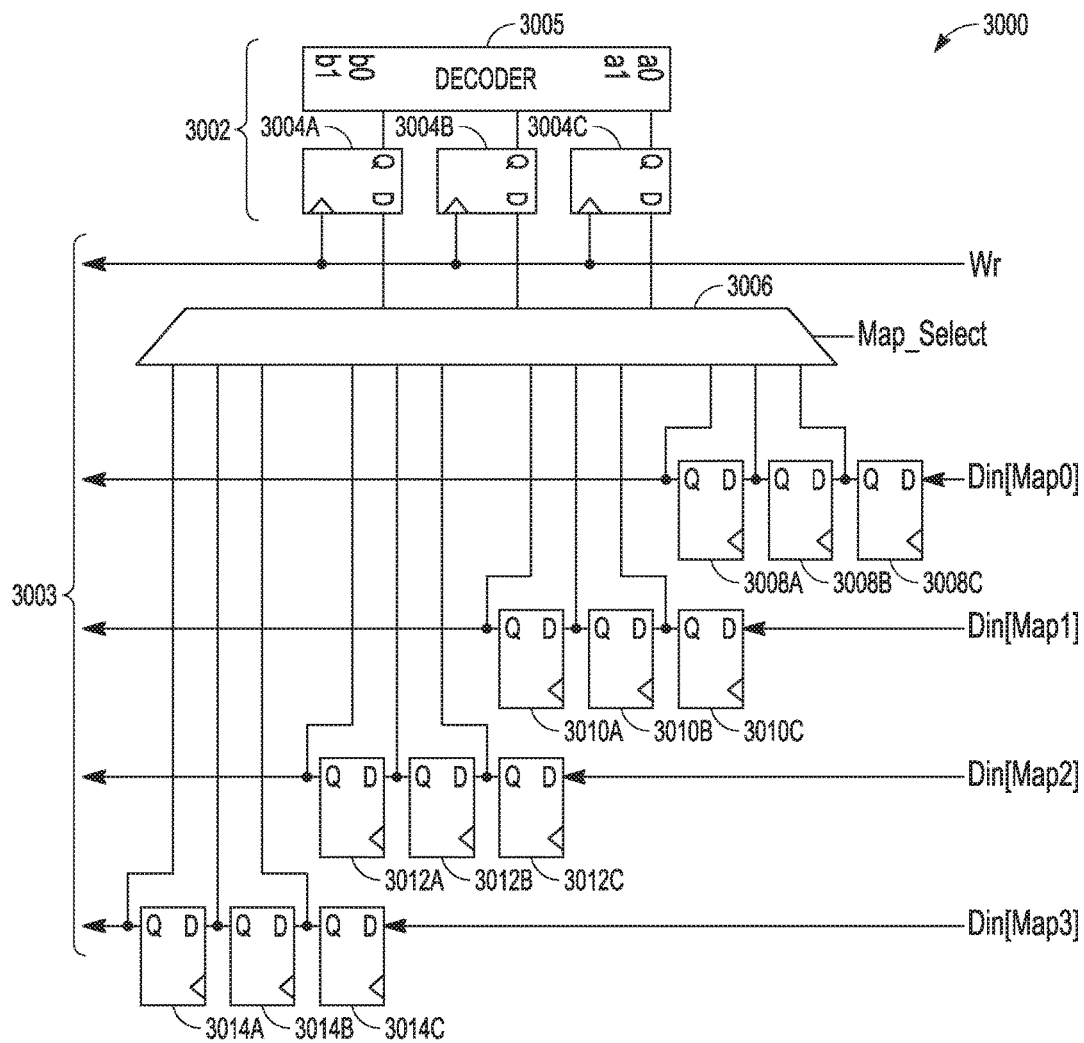 3005
3000
b1 b0 DECODER a1 a0
3002
3004A 3004B 3004C
Q Q Q
D D D
Wr
3006
Map_Select
Q D Q D Q D Din[Map0]
3008A 3008B 3008C
3003
Q D Q D Q D Din[Map1]
3010A 3010B 3010C
Q D Q D Q D Din[Map2]
3012A 3012B 3012C
Q D Q D Q D Din[Map3]
3014A 3014B 3014C